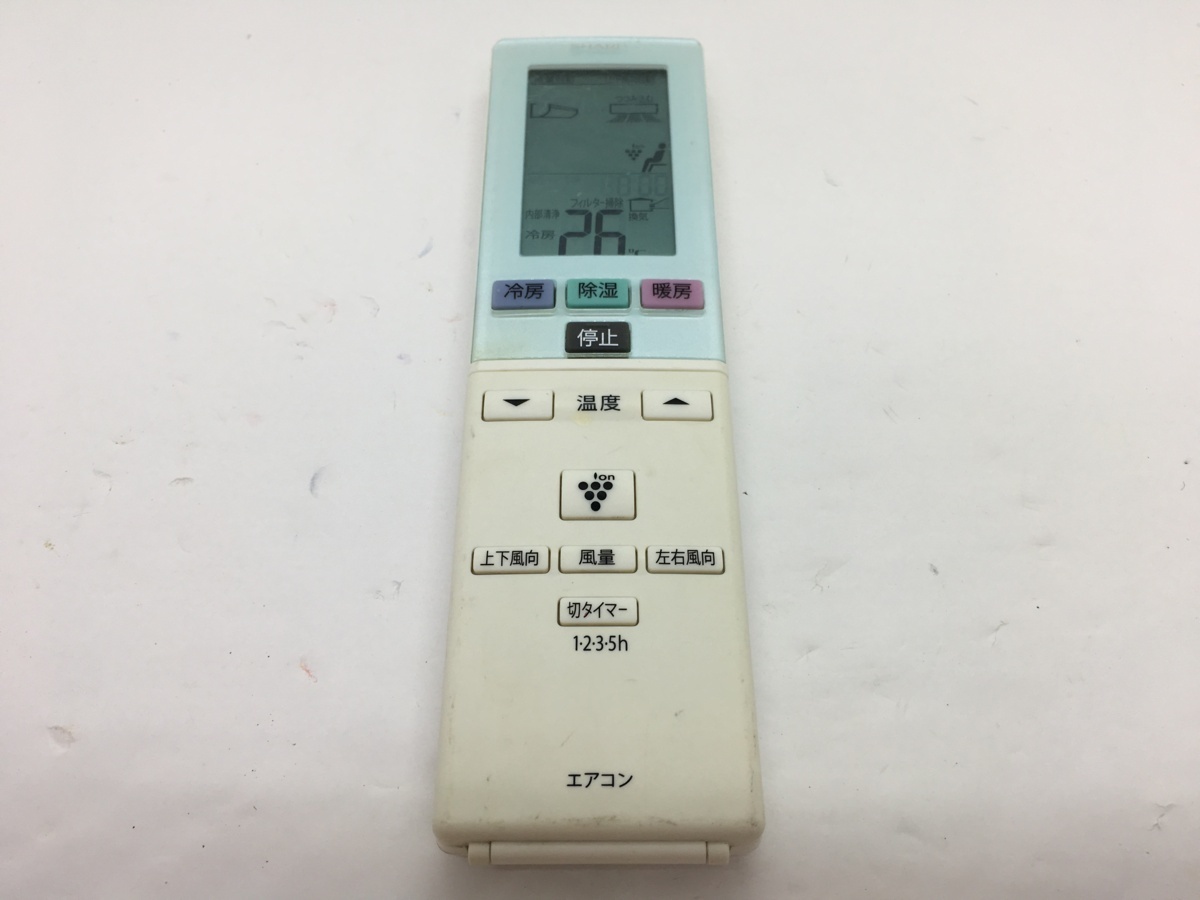 フィルター掃除
内部清浄
換気
冷房
26
℃
冷房 除湿 暖房
停止
温度
ion
上下風向 風量 左右風向
切タイマー
1·2·3·5h
エアコン